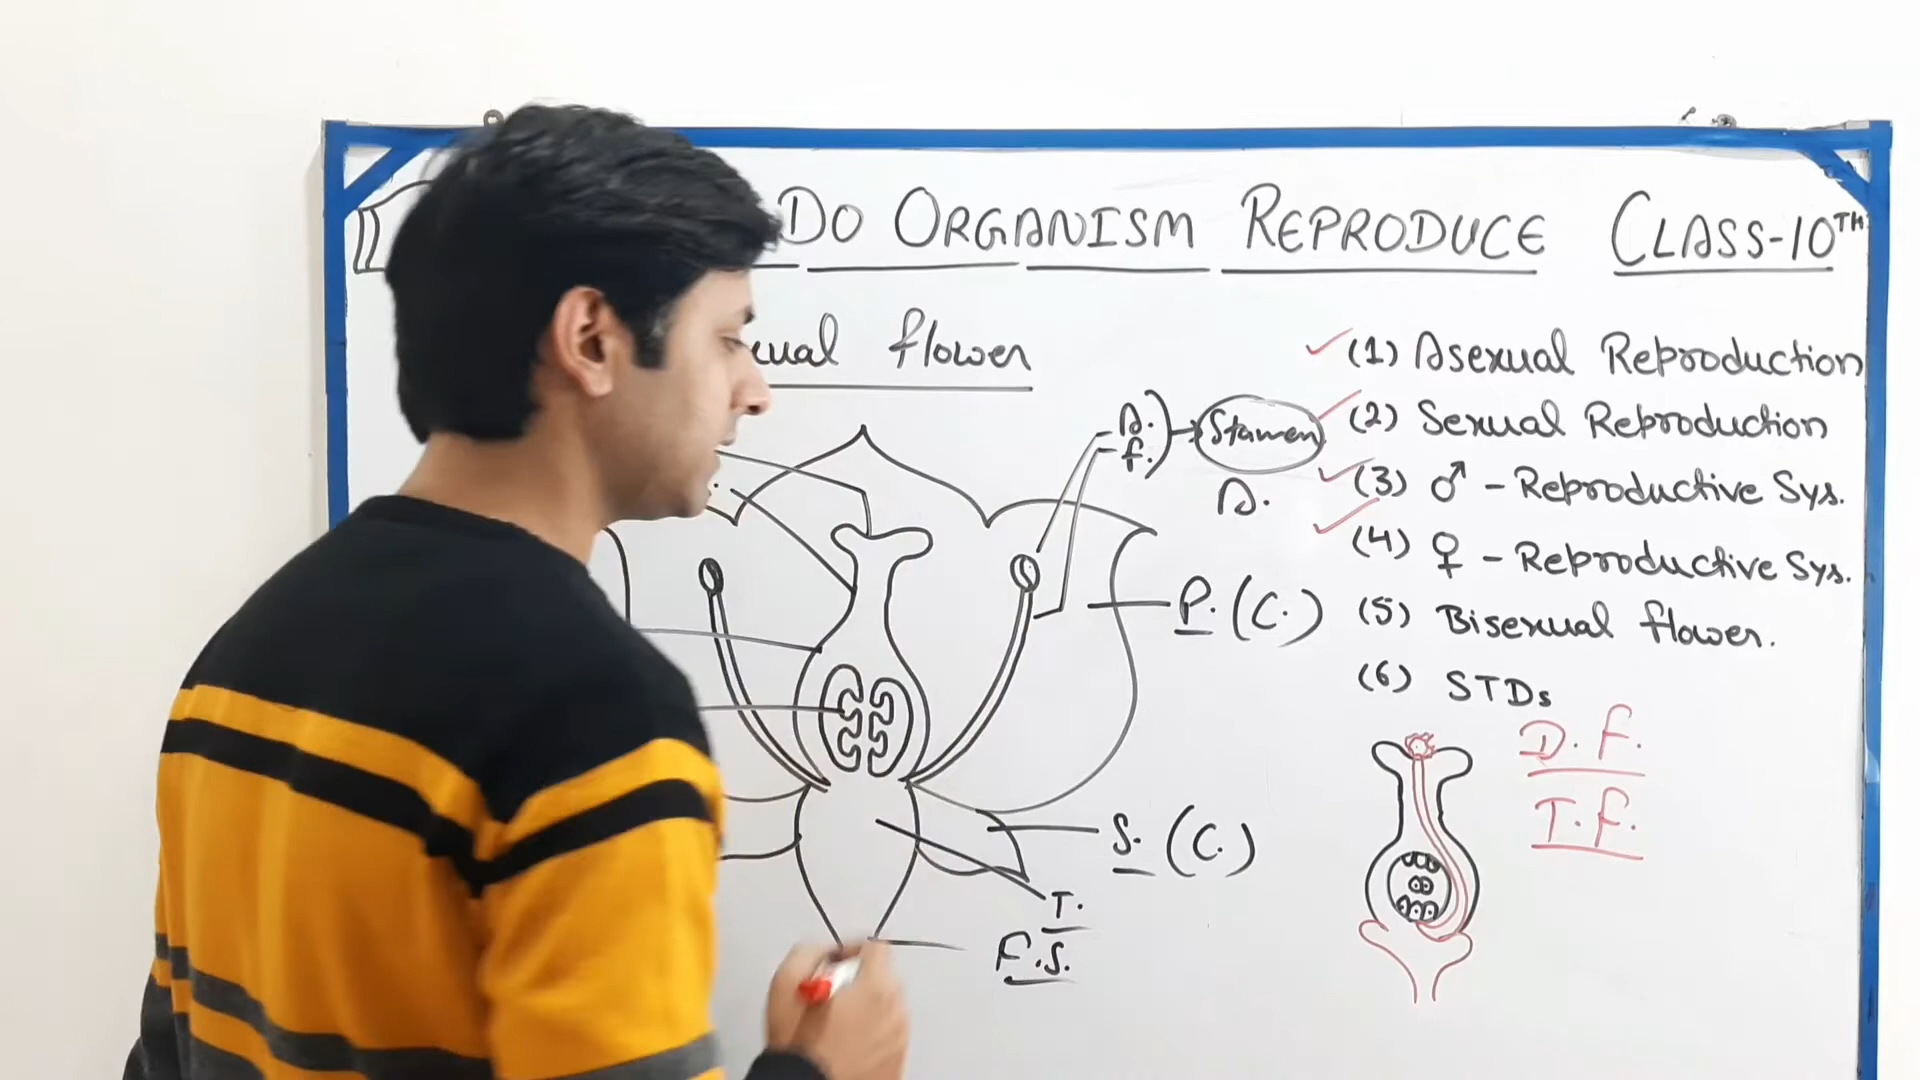 DO ORGANISM REPRODUCE CLASS-10TH
flower
(1) Asexual Reproduction
(2) Sexual Reproduction
(3) ♂ - Reproductive Sys.
(4) ♀ - Reproductive Sys.
(5) Bisexual flower.
(6) STDs
A.
f.
Stamen
A.
P. (C.)
S. (C.)
T.
F.S.
D. F.
T. F.